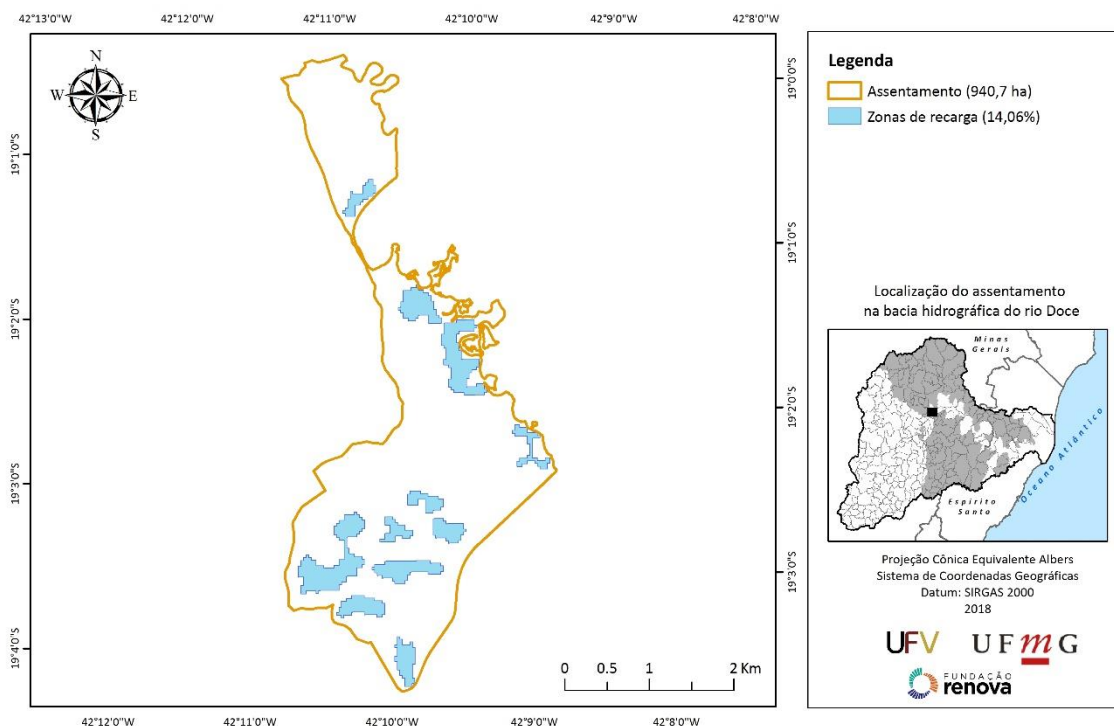 42°13'0"W 42°11'0"W 42°10'0"W 42°9'0"W 42°8'0"W
N
W E
S
19°1'0"S
19°2'0"S
19°3'0"S
19°4'0"S
19°0'0"S
19°1'0"S
19°2'0"S
19°3'0"S
0 0.5 1 2 Km
42°12'0"W 42°11'0"W 42°10'0"W 42°9'0"W 42°8'0"W
Legenda
Assentamento (940,7 ha)
Zonas de recarga (14,06%)
Localização do assentamento
na bacia hidrográfica do rio Doce
Minas
Gerais
Espírito
Santo
Oceano Atlântico
Projeção Cônica Equivalente Albers
Sistema de Coordenadas Geográficas
Datum: SIRGAS 2000
2018
UFV UFmG
FUNDAÇÃO
renova